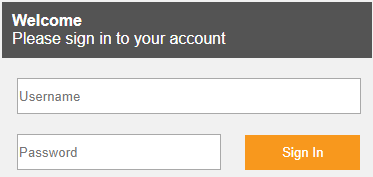 Welcome
Please sign in to your account
Username
Password
Sign In